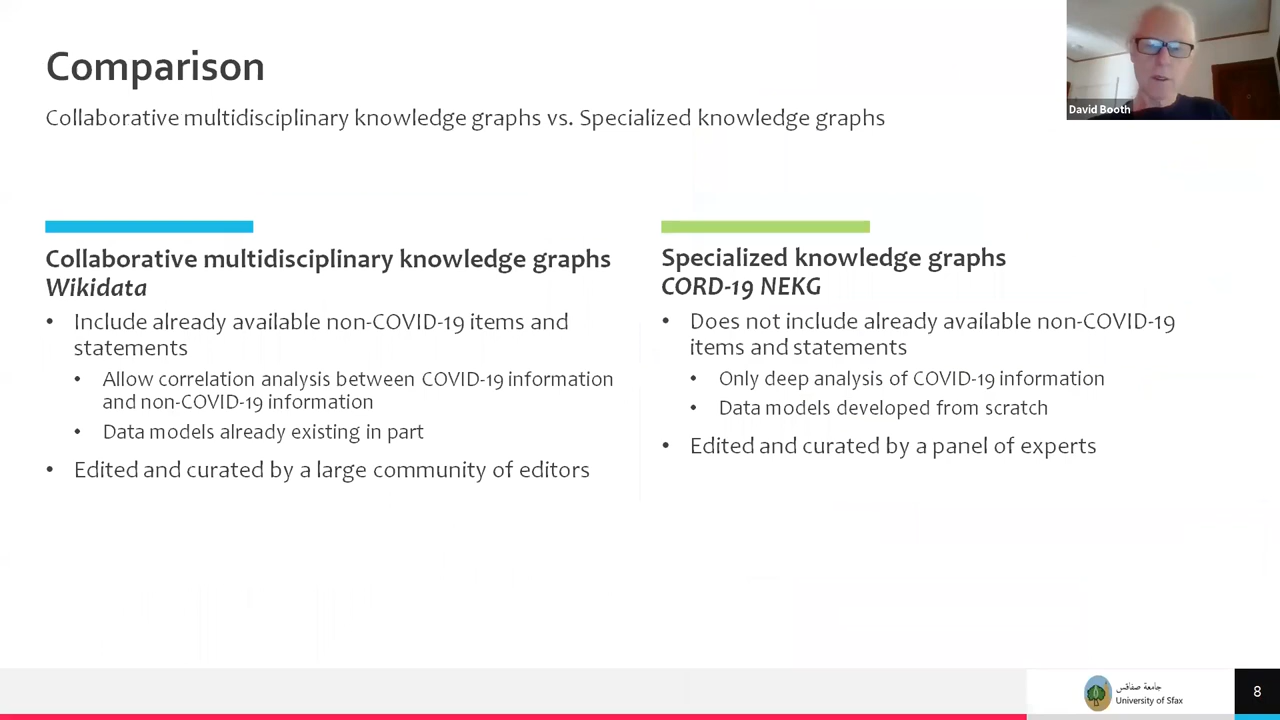 Comparison
Collaborative multidisciplinary knowledge graphs vs. Specialized knowledge graphs
David Booth
Collaborative multidisciplinary knowledge graphs
Wikidata
• Include already available non-COVID-19 items and
statements
• Allow correlation analysis between COVID-19 information
and non-COVID-19 information
• Data models already existing in part
• Edited and curated by a large community of editors
Specialized knowledge graphs
CORD-19 NEKG
• Does not include already available non-COVID-19
items and statements
• Only deep analysis of COVID-19 information
• Data models developed from scratch
• Edited and curated by a panel of experts
جامعة صفاقس
University of Sfax
8